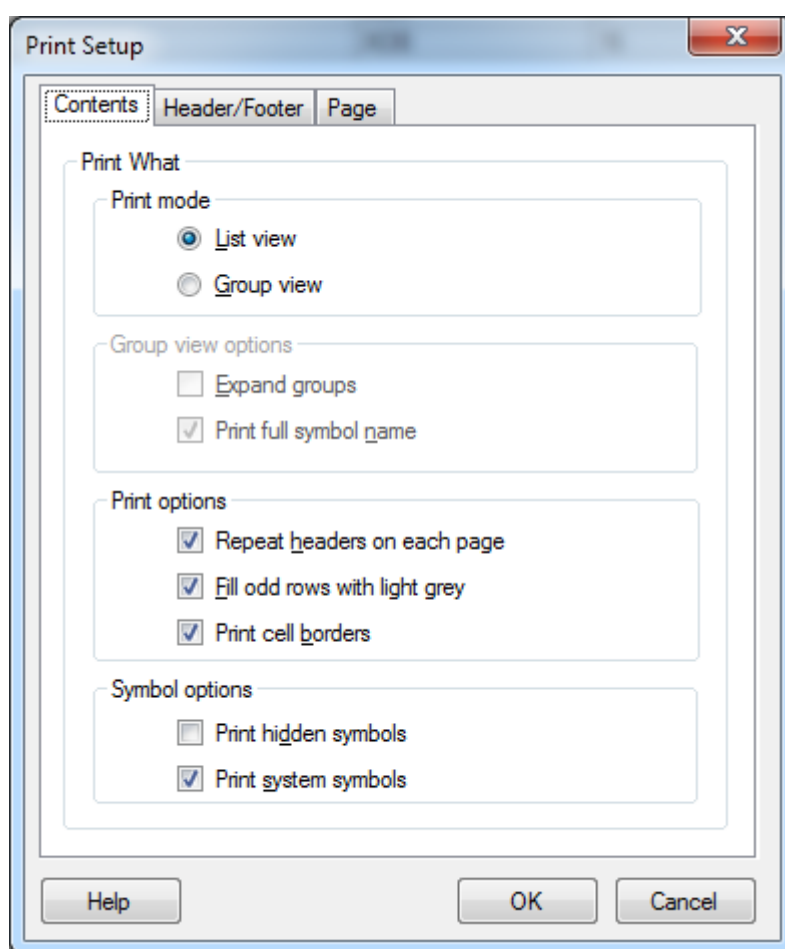 Print Setup
Contents Header/Footer Page
Print What
Print mode
List view
Group view
Group view options
Expand groups
Print full symbol name
Print options
Repeat headers on each page
Fill odd rows with light grey
Print cell borders
Symbol options
Print hidden symbols
Print system symbols
Help OK Cancel